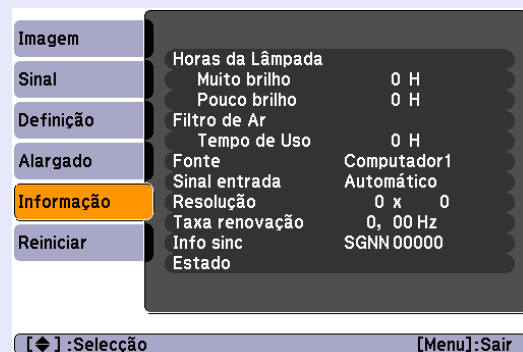 Imagem
Sinal
Definição
Alargado
Informação
Reiniciar
Horas da Lâmpada
Muito brilho 0 H
Pouco brilho 0 H
Filtro de Ar
Tempo de Uso 0 H
Fonte Computador1
Sinal entrada Automático
Resolução 0 x 0
Taxa renovação 0, 00 Hz
Info sinc SGNN 00000
Estado
[◆] :Selecção [Menu]:Sair